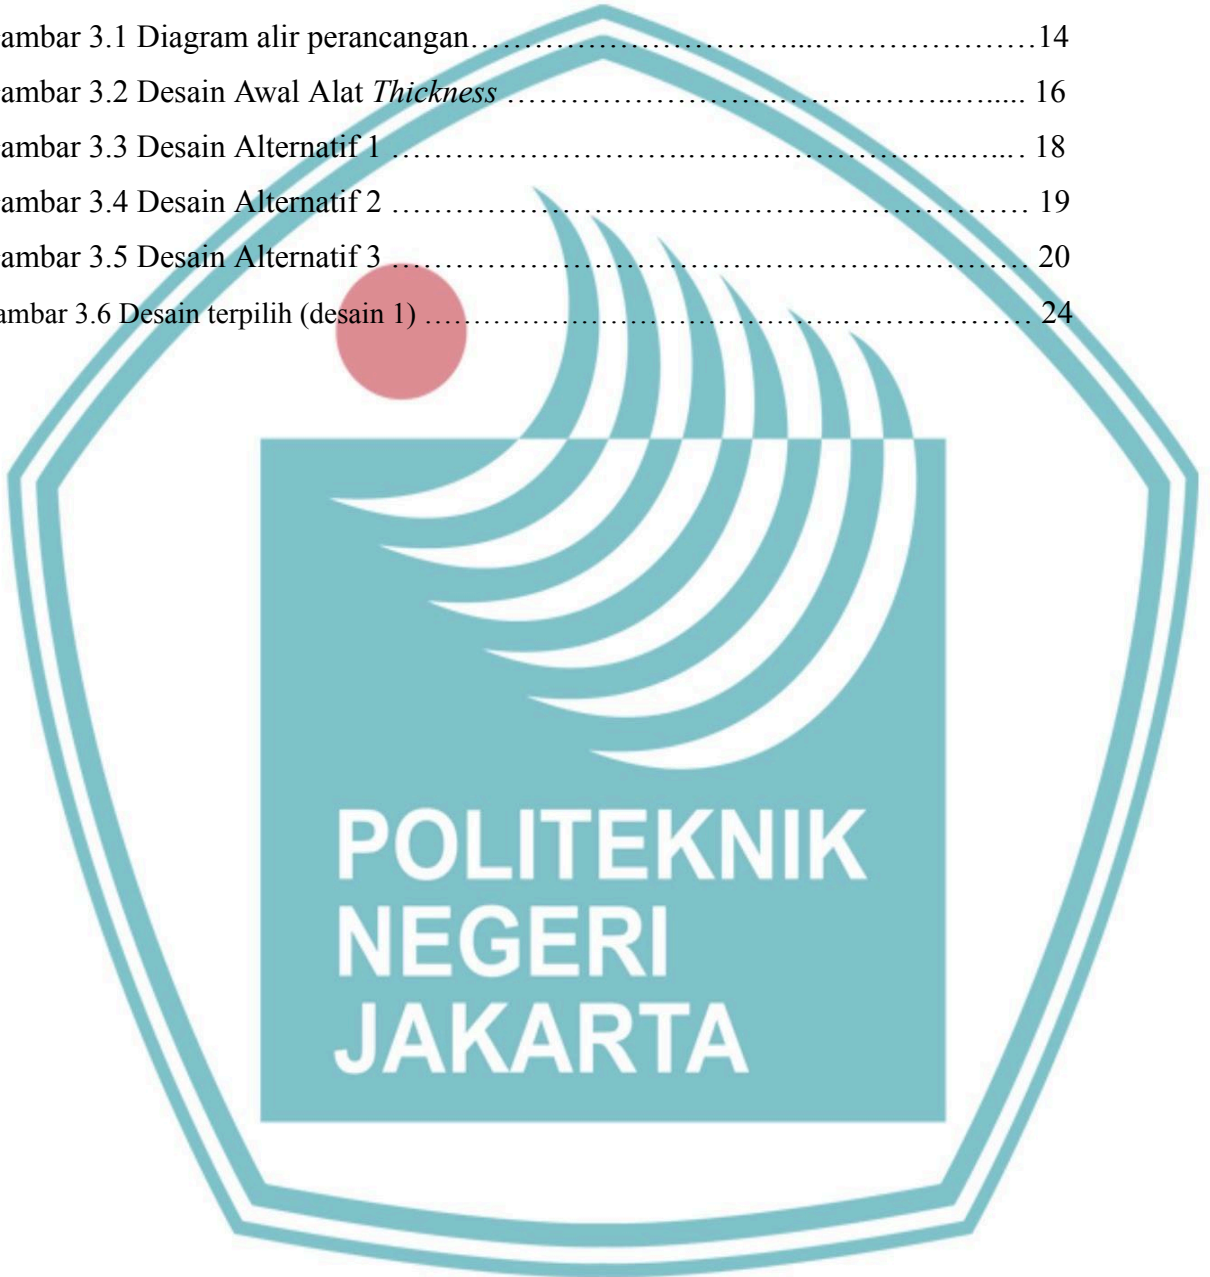 ambar 3.1 Diagram alir perancangan……………………………...…………………14
ambar 3.2 Desain Awal Alat Thickness ……………………...……………..….... 16
ambar 3.3 Desain Alternatif 1 ………………………………………………..…... . 18
ambar 3.4 Desain Alternatif 2 ……………………………………………………… 19
ambar 3.5 Desain Alternatif 3 ……………………………………………………… 20
ambar 3.6 Desain terpilih (desain 1) ……………………………………………………… 24
POLITEKNIK
NEGERI
JAKARTA